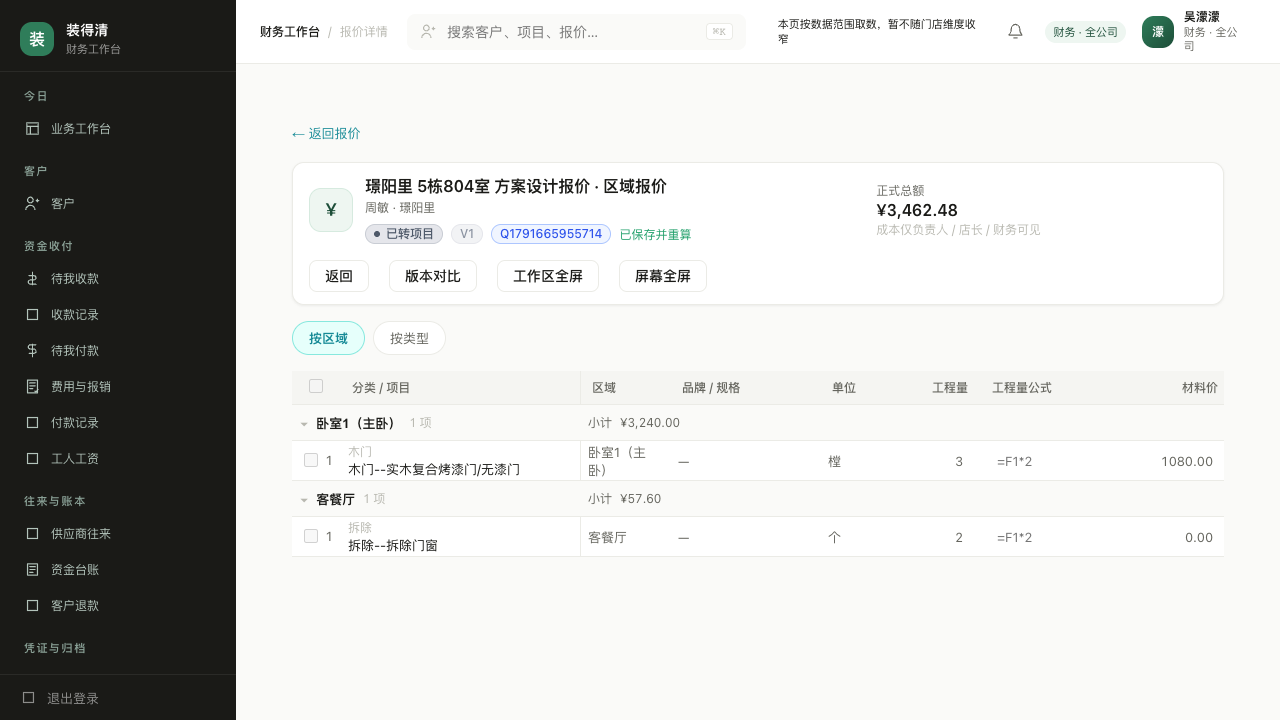 装
装得清
财务工作台
今日
业务工作台
客户
客户
资金收付
待我收款
收款记录
待我付款
费用与报销
付款记录
工人工资
往来与账本
供应商往来
资金台账
客户退款
凭证与归档
退出登录
财务工作台 / 报价详情
搜索客户、项目、报价...
⌘K
本页按数据范围取数，暂不随门店维度收
窄
财务 · 全公司
濛
吴濛濛
财务 · 全公
司
← 返回报价
¥
璟阳里 5栋804室 方案设计报价 · 区域报价
周敏 · 璟阳里
已转项目 V1 Q1791665955714 已保存并重算
正式总额
¥3,462.48
成本仅负责人 / 店长 / 财务可见
返回 版本对比 工作区全屏 屏幕全屏
按区域 按类型
分类 / 项目 区域 品牌 / 规格 单位 工程量 工程量公式 材料价
卧室1（主卧） 1 项 小计 ¥3,240.00
1 木门
木门--实木复合烤漆门/无漆门
卧室1（主
卧）
— 樘 3 =F1*2 1080.00
客餐厅 1 项 小计 ¥57.60
1 拆除
拆除--拆除门窗
客餐厅 — 个 2 =F1*2 0.00